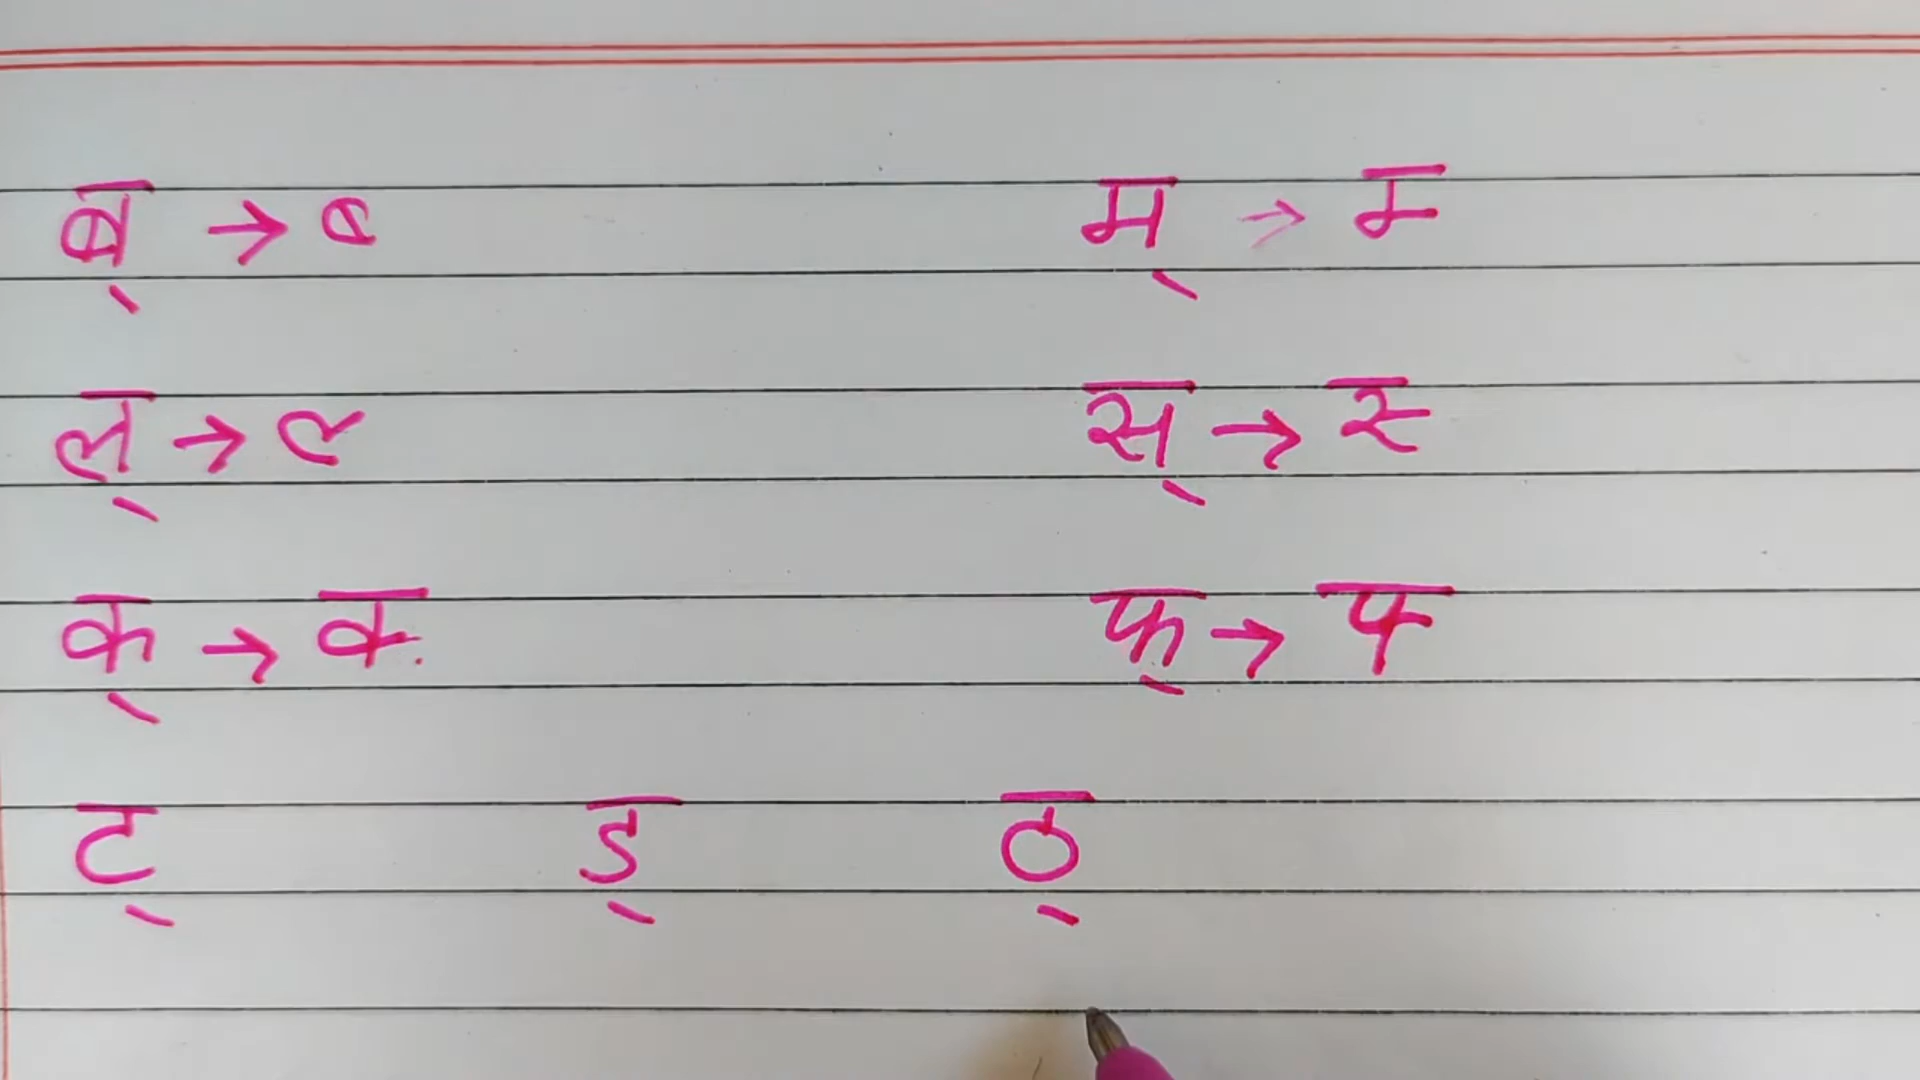 ब् → ब्‍ म् → म्‍
ल् → ल्‍ स् → स्‍
क् → क्‍ फ् → फ्‍
ट् ड् ठ्